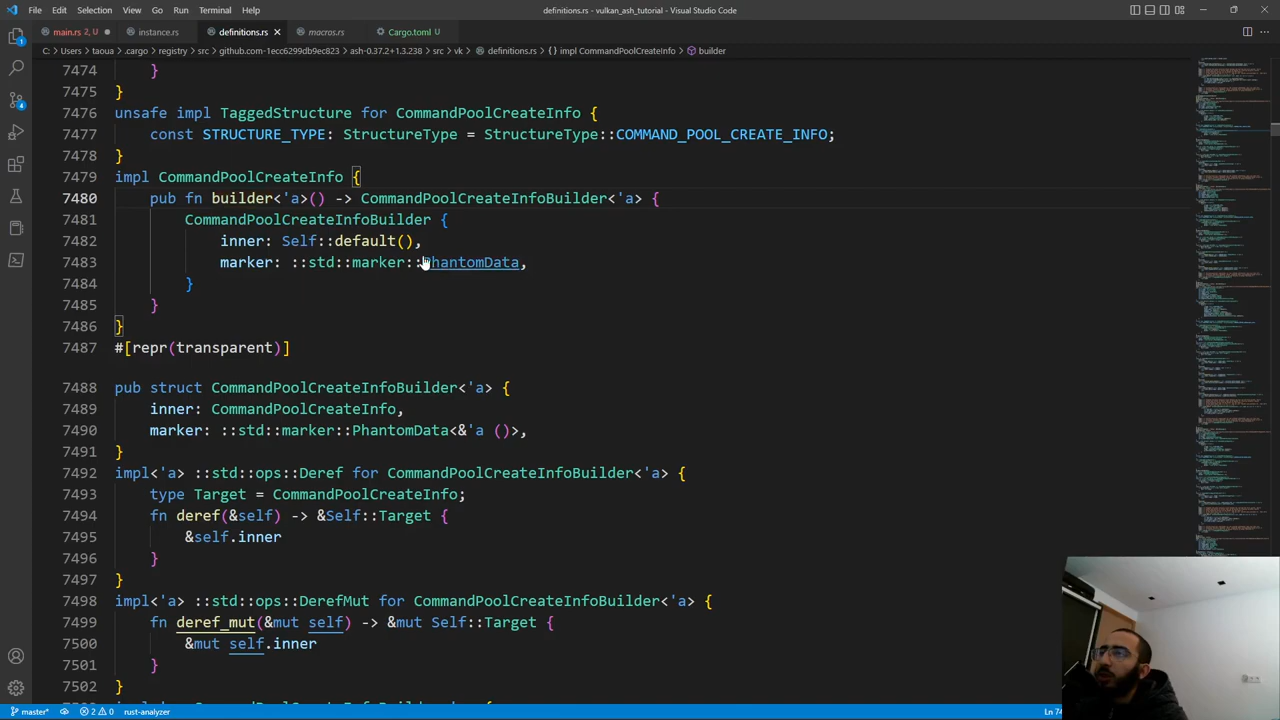 File Edit Selection View Go Run Terminal Help definitions.rs - vulkan_ash_tutorial - Visual Studio Code
main.rs 2, U instance.rs definitions.rs macros.rs Cargo.toml U
C: > Users > taoua > .cargo > registry > src > github.com-1ecc6299db9ec823 > ash-0.37.2+1.3.238 > src > vk > definitions.rs > {} impl CommandPoolCreateInfo > builder
7474 }
7475 }
7476 unsafe impl TaggedStructure for CommandPoolCreateInfo {
7477 const STRUCTURE_TYPE: StructureType = StructureType::COMMAND_POOL_CREATE_INFO;
7478 }
7479 impl CommandPoolCreateInfo {
7480 pub fn builder<'a>() -> CommandPoolCreateInfoBuilder<'a> {
7481 CommandPoolCreateInfoBuilder {
7482 inner: Self::default(),
7483 marker: ::std::marker::PhantomData,
7484 }
7485 }
7486 }
7487 #[repr(transparent)]
7488 pub struct CommandPoolCreateInfoBuilder<'a> {
7489 inner: CommandPoolCreateInfo,
7490 marker: ::std::marker::PhantomData<&'a ()>,
7491 }
7492 impl<'a> ::std::ops::Deref for CommandPoolCreateInfoBuilder<'a> {
7493 type Target = CommandPoolCreateInfo;
7494 fn deref(&self) -> &Self::Target {
7495 &self.inner
7496 }
7497 }
7498 impl<'a> ::std::ops::DerefMut for CommandPoolCreateInfoBuilder<'a> {
7499 fn deref_mut(&mut self) -> &mut Self::Target {
7500 &mut self.inner
7501 }
7502 }
master* 2 0 rust-analyzer